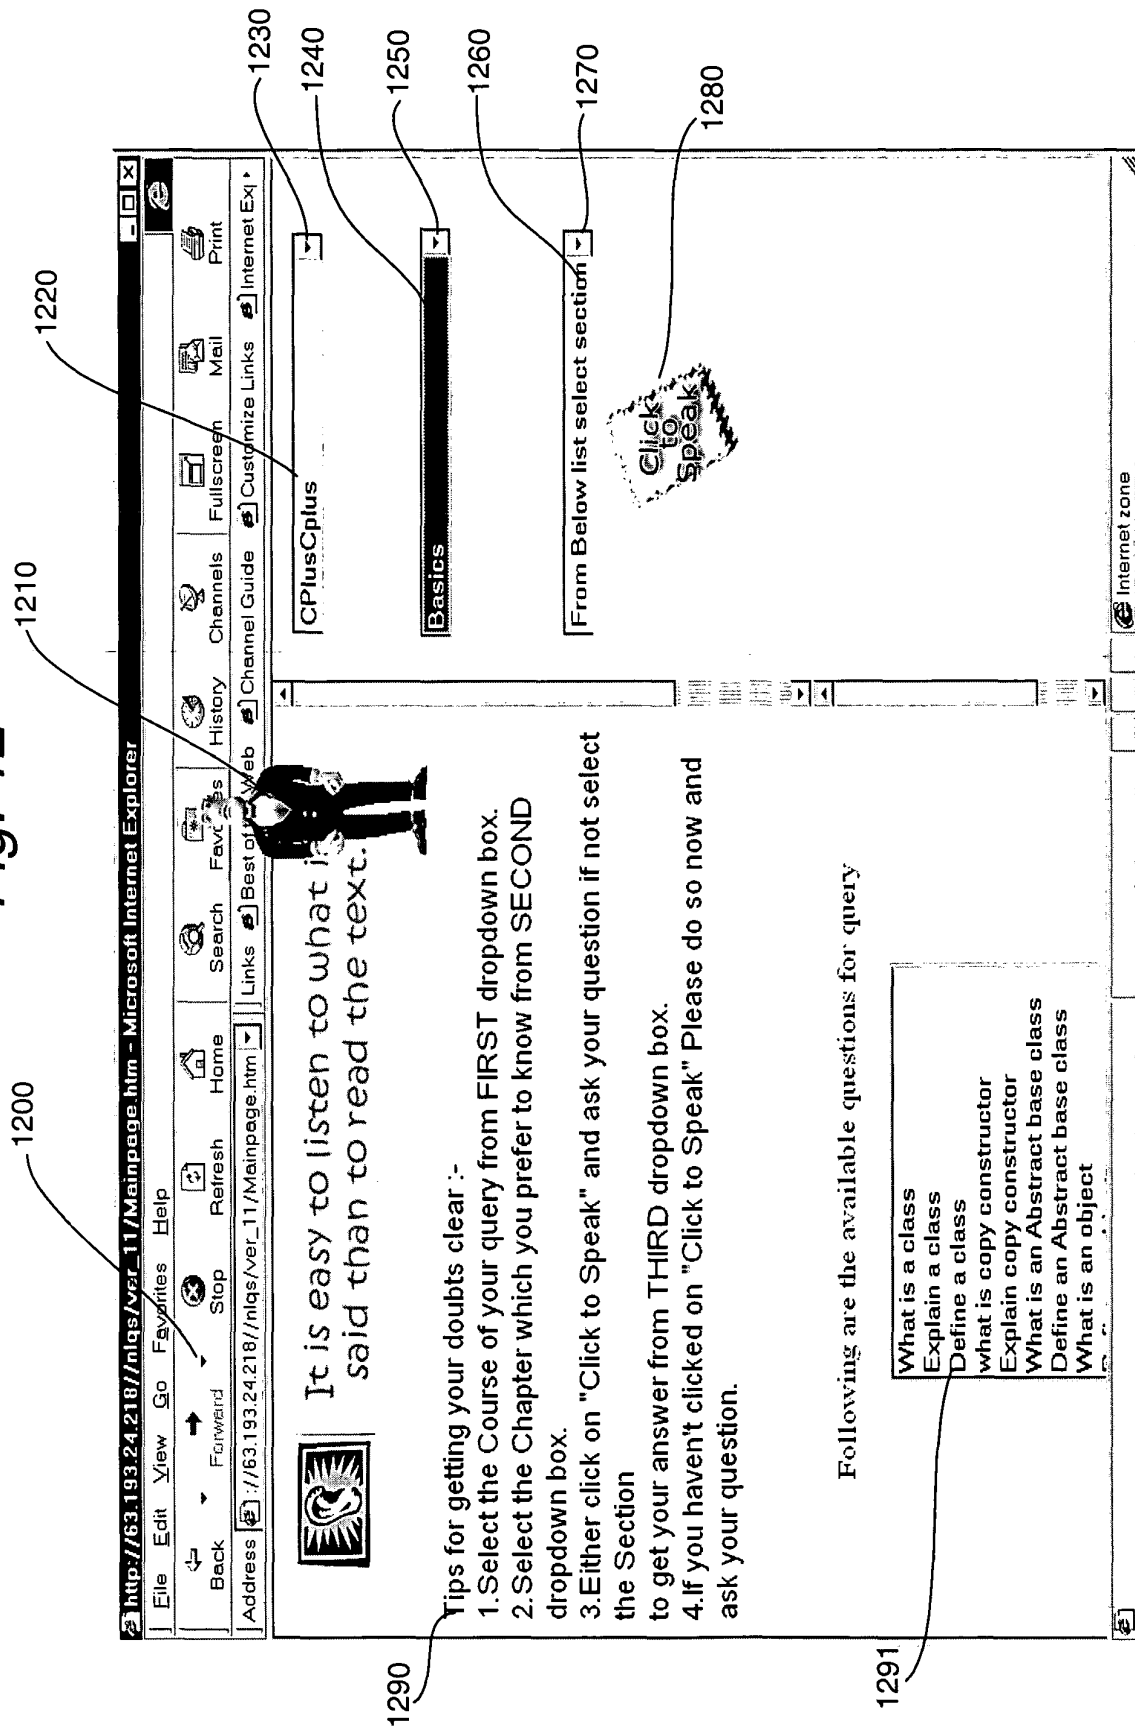 Fig. 12
1200
1210
1220
1230
1240
1250
1260
1270
1280
1290
1291
http://63.193.24.218//nlqs/ver_11/Mainpage.htm - Microsoft Internet Explorer
File Edit View Go Favorites Help
Back Forward Stop Refresh Home Search Favorites History Channels Fullscreen Mail Print
Address ://63.193.24.218//nlqs/ver_11/Mainpage.htm Links Best of Web Channel Guide Customize Links Internet Exp
It is easy to listen to what i
said than to read the text.
Tips for getting your doubts clear :-
1.Select the Course of your query from FIRST dropdown box.
2.Select the Chapter which you prefer to know from SECOND
dropdown box.
3.Either click on "Click to Speak" and ask your question if not select
the Section
to get your answer from THIRD dropdown box.
4.If you haven't clicked on "Click to Speak" Please do so now and
ask your question.
CPlusCplus
Basics
From Below list select section
Click
to
Speak
Following are the available questions for query
What is a class
Explain a class
Define a class
what is copy constructor
Explain copy constructor
What is an Abstract base class
Define an Abstract base class
What is an object
Internet zone